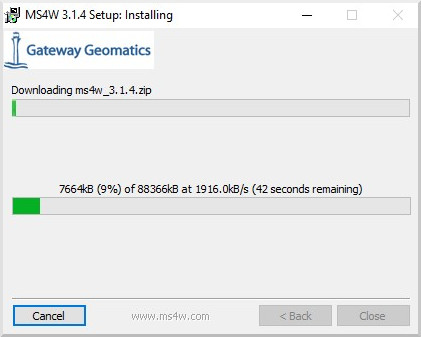 MS4W 3.1.4 Setup: Installing
Gateway Geomatics
Downloading ms4w_3.1.4.zip
7664kB (9%) of 88366kB at 1916.0kB/s (42 seconds remaining)
Cancel www.ms4w.com < Back Close